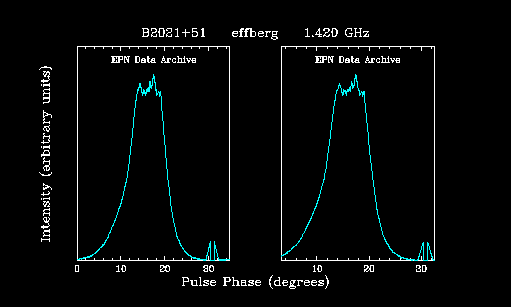 B2021+51 effberg 1.420 GHz
EPN Data Archive EPN Data Archive
Intensity (arbitrary units)
0 10 20 30 10 20 30
Pulse Phase (degrees)